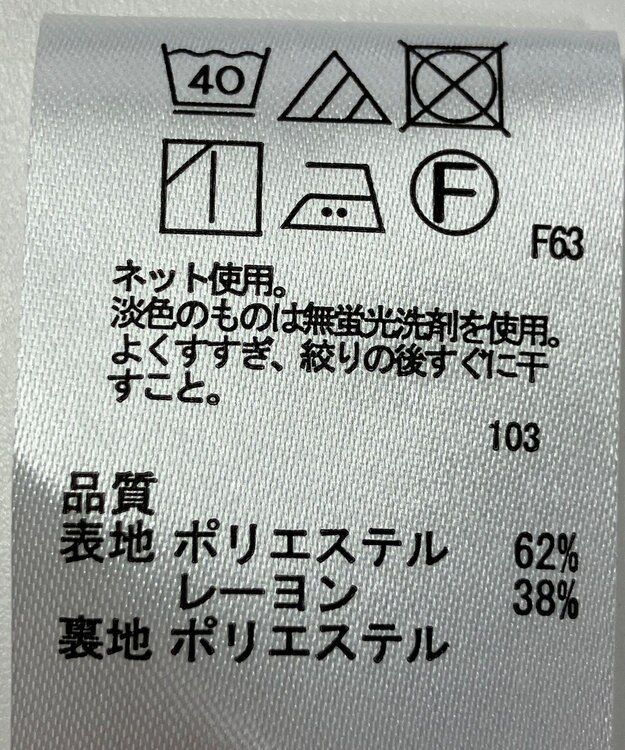 40
F
F63
ネット使用。
淡色のものは無蛍光洗剤を使用。
よくすすぎ、絞りの後すぐに干
すこと。
103
品質
表地 ポリエステル 62%
レーヨン 38%
裏地 ポリエステル